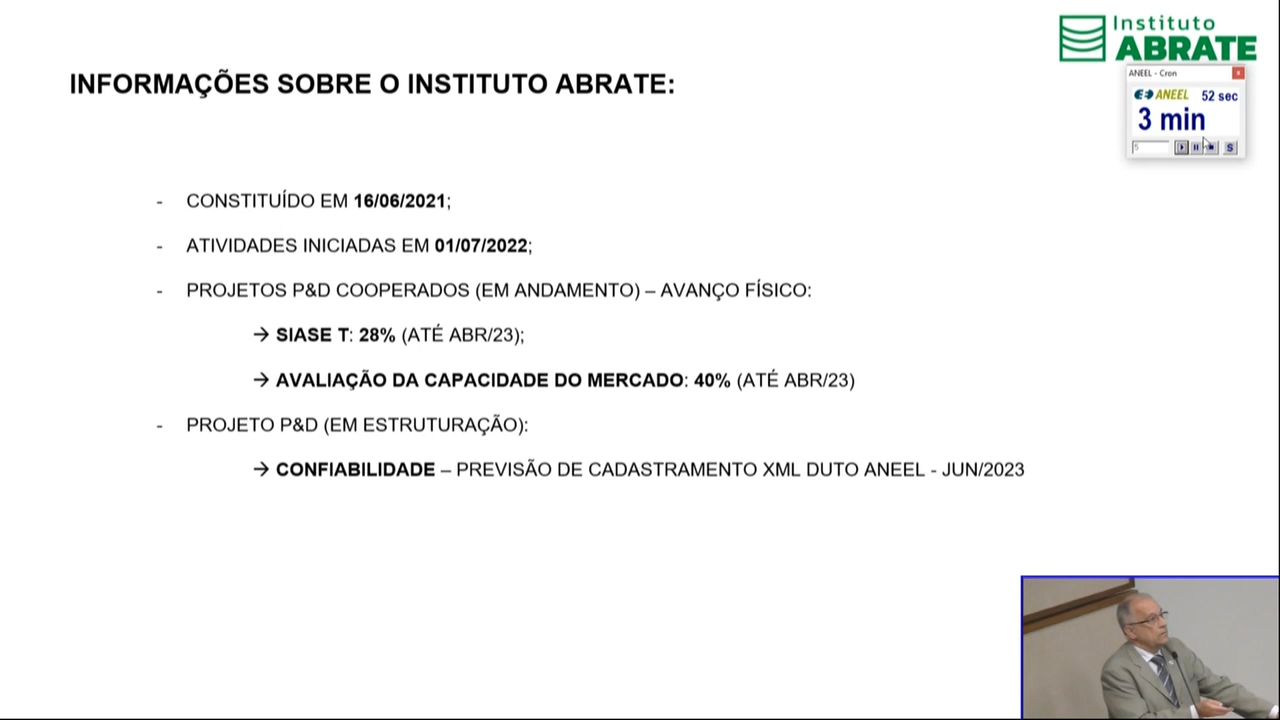 Instituto
ABRATE
INFORMAÇÕES SOBRE O INSTITUTO ABRATE:
ANEEL - Cron
ANEEL 52 sec
3 min
5
S
- CONSTITUÍDO EM 16/06/2021;
- ATIVIDADES INICIADAS EM 01/07/2022;
- PROJETOS P&D COOPERADOS (EM ANDAMENTO) – AVANÇO FÍSICO:
→ SIASE T: 28% (ATÉ ABR/23);
→ AVALIAÇÃO DA CAPACIDADE DO MERCADO: 40% (ATÉ ABR/23)
- PROJETO P&D (EM ESTRUTURAÇÃO):
→ CONFIABILIDADE – PREVISÃO DE CADASTRAMENTO XML DUTO ANEEL - JUN/2023